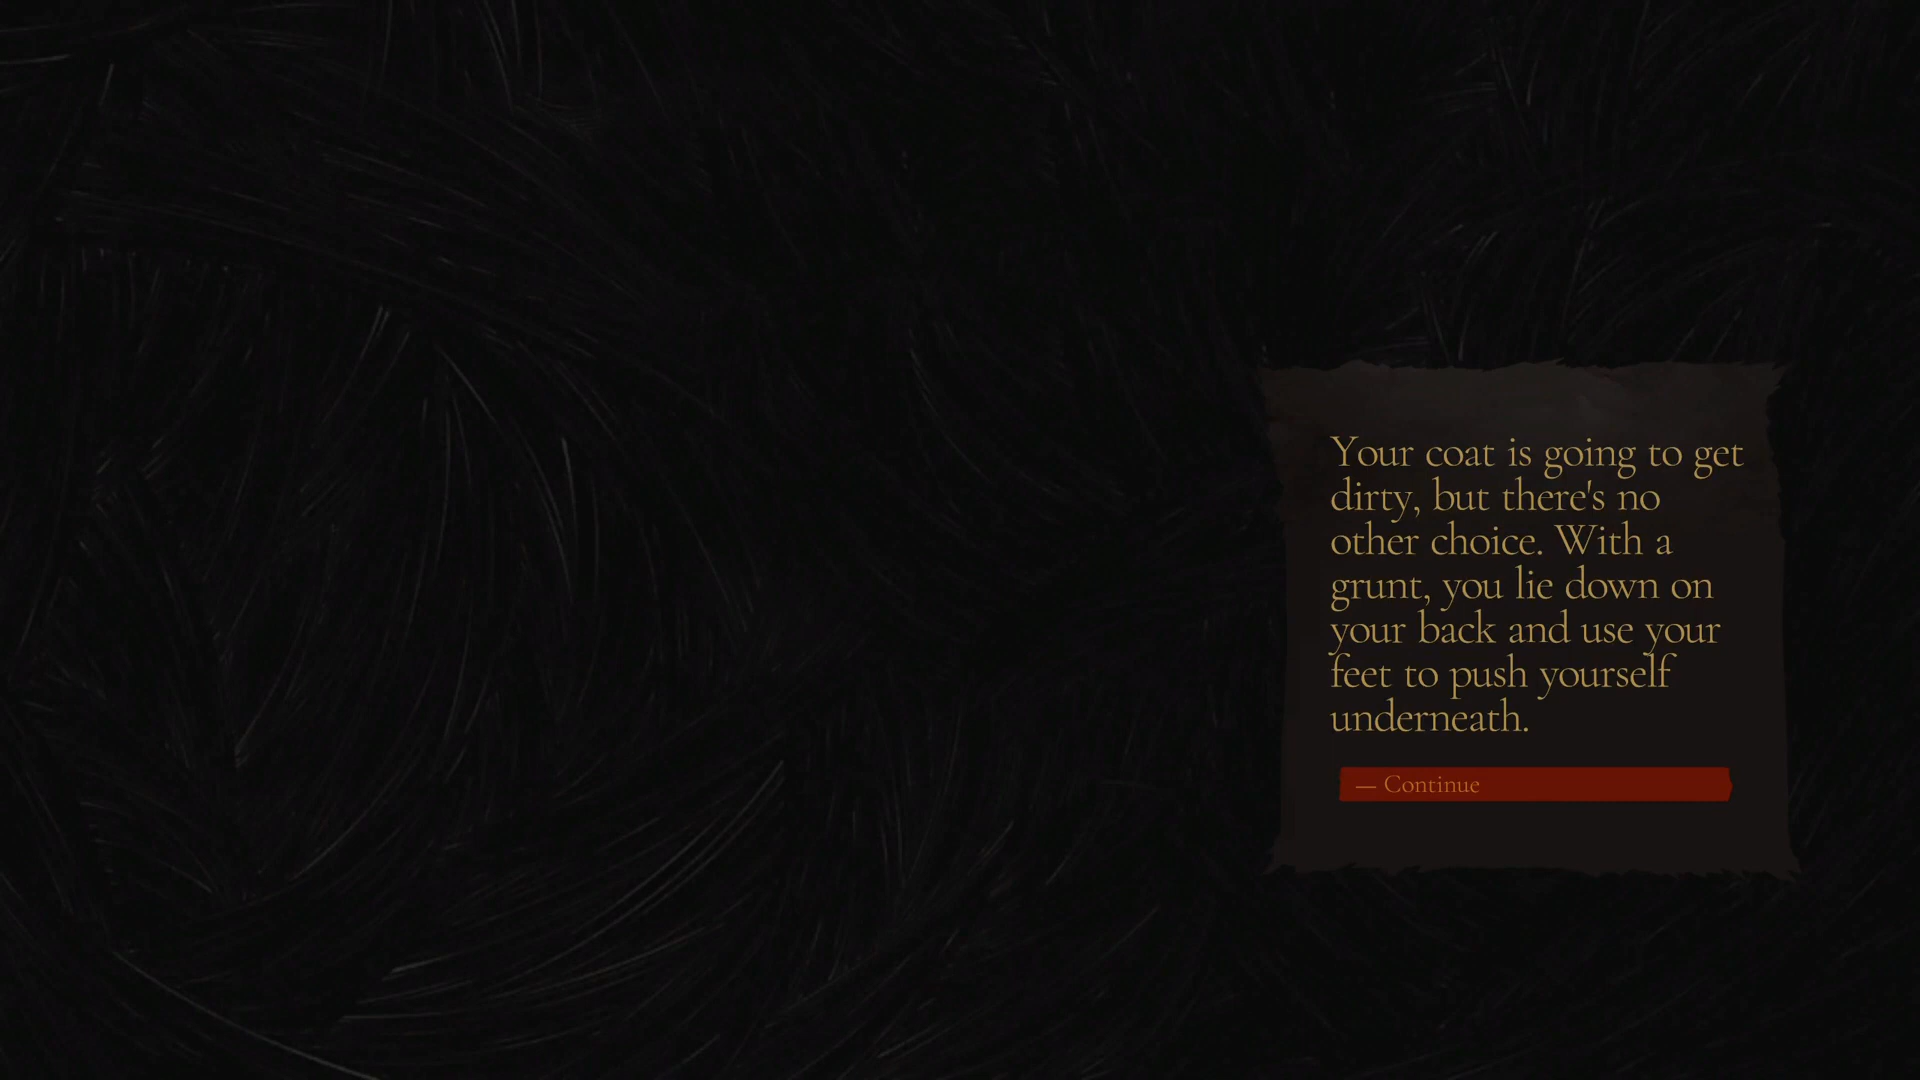 Your coat is going to get
dirty, but there's no
other choice. With a
grunt, you lie down on
your back and use your
feet to push yourself
underneath.
— Continue